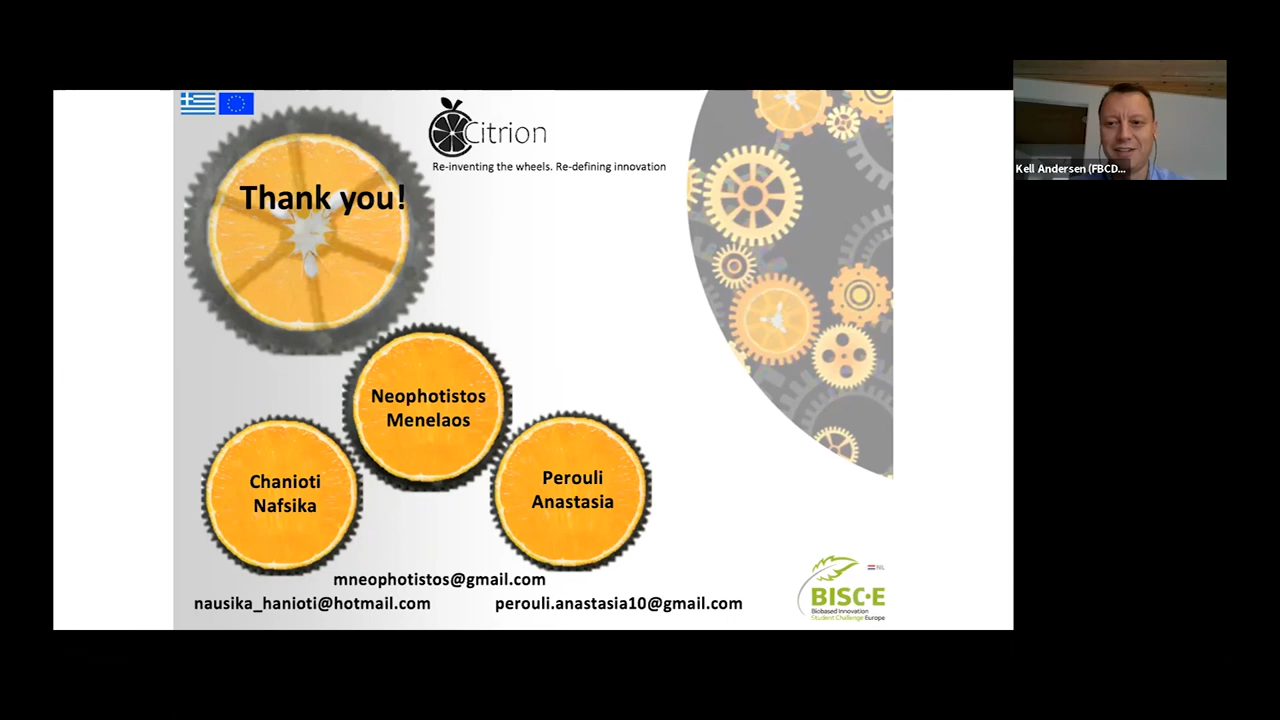 Citrion
Re-inventing the wheels. Re-defining innovation
Thank you!
Kell Andersen (FBCD...
Neophotistos
Menelaos
Chanioti
Nafsika
Perouli
Anastasia
mneophotistos@gmail.com
nausika_hanioti@hotmail.com
perouli.anastasia10@gmail.com
NL
BISC·E
Biobased Innovation
Student Challenge Europe